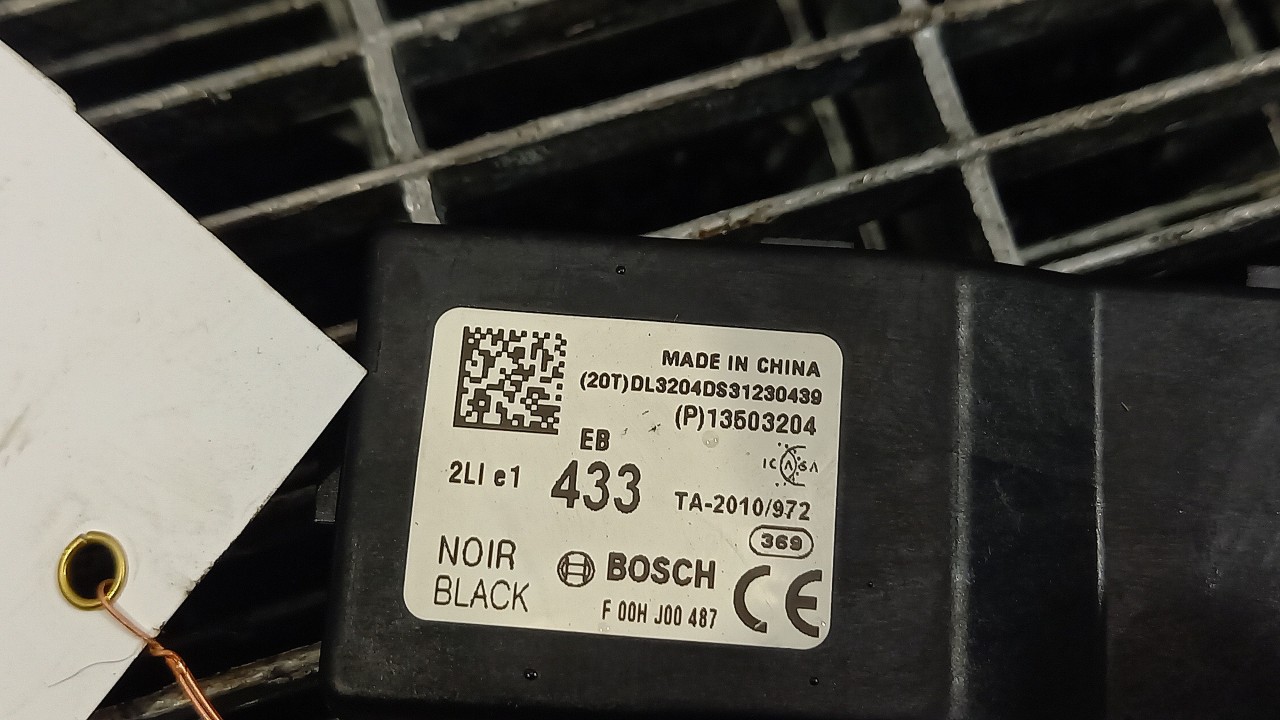 MADE IN CHINA
(20T)DL3204DS31230439
(P)13503204
EB
ICASA
2LI e1
433
TA-2010/972
369
NOIR
BLACK
BOSCH
CE
F 00H J00 487